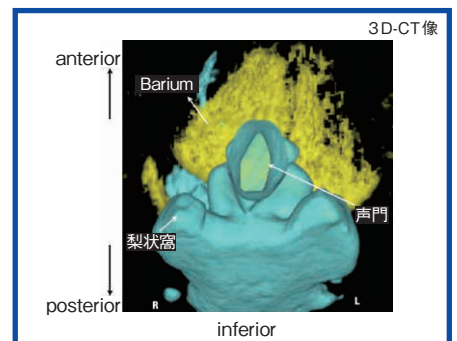 3D-CT像
anterior
Barium
声門
梨状窩
posterior
R
L
inferior